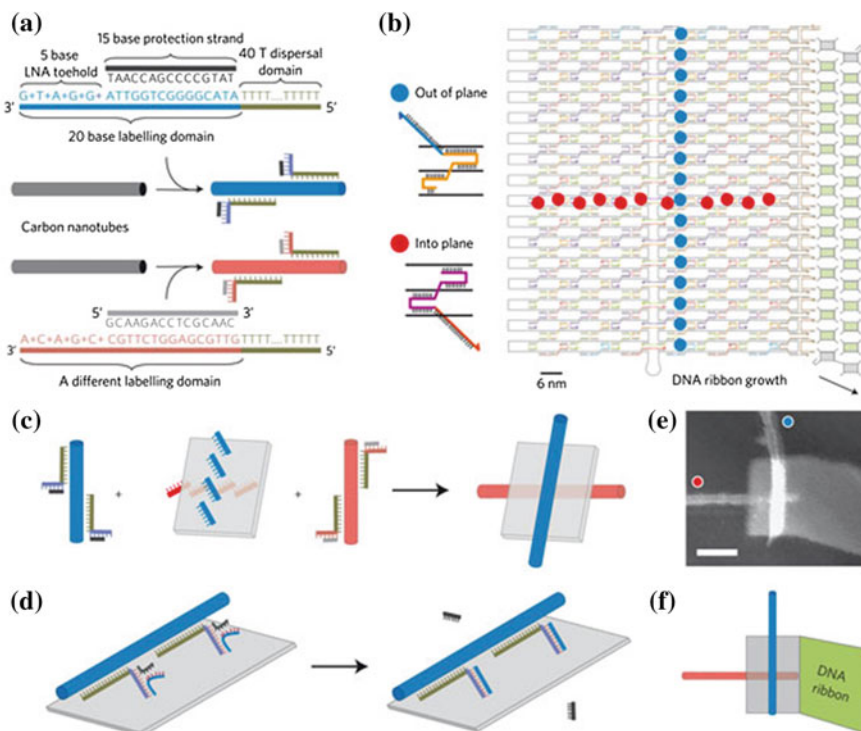 (a)
15 base protection strand
5 base
LNA toehold
40 T dispersal
domain
TAACCAGCCCCGTAT
G+T+A+G+G+ ATTGGTCGGGGCATA TTTT....TTTTT
3' 5'
20 base labelling domain
Carbon nanotubes
5' 3'
GCAAGACCTCGCAAC
A+C+A+G+C+ CGTTCTGGAGCGTTG TTTT....TTTTT
3' 5'
A different labelling domain
(b)
Out of plane
Into plane
6 nm
DNA ribbon growth
(c)
+ +
(e)
(d)
(f)
DNA
ribbon